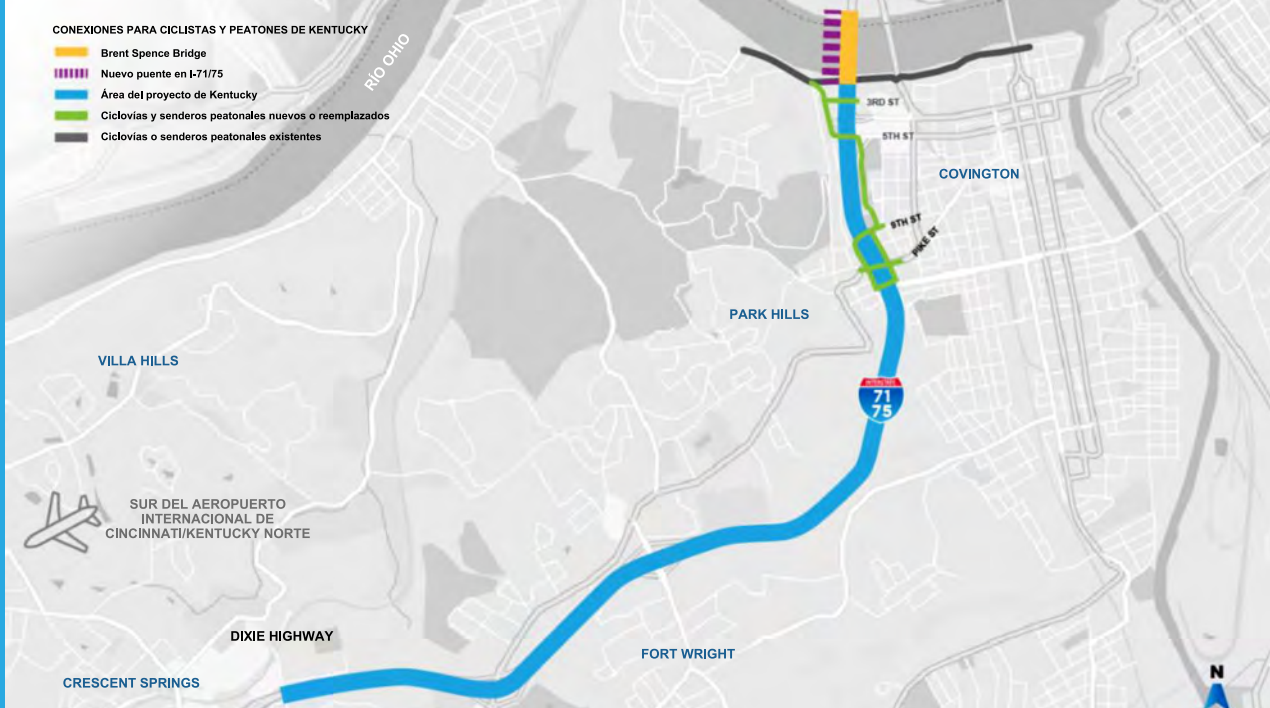 CONEXIONES PARA CICLISTAS Y PEATONES DE KENTUCKY
Brent Spence Bridge
Nuevo puente en I-71/75
Área del proyecto de Kentucky
Ciclovías y senderos peatonales nuevos o reemplazados
Ciclovías o senderos peatonales existentes
RÍO OHIO
3RD ST
5TH ST
COVINGTON
9TH ST
PIKE ST
PARK HILLS
VILLA HILLS
INTERSTATE
71
75
SUR DEL AEROPUERTO
INTERNACIONAL DE
CINCINNATI/KENTUCKY NORTE
DIXIE HIGHWAY
FORT WRIGHT
CRESCENT SPRINGS
N